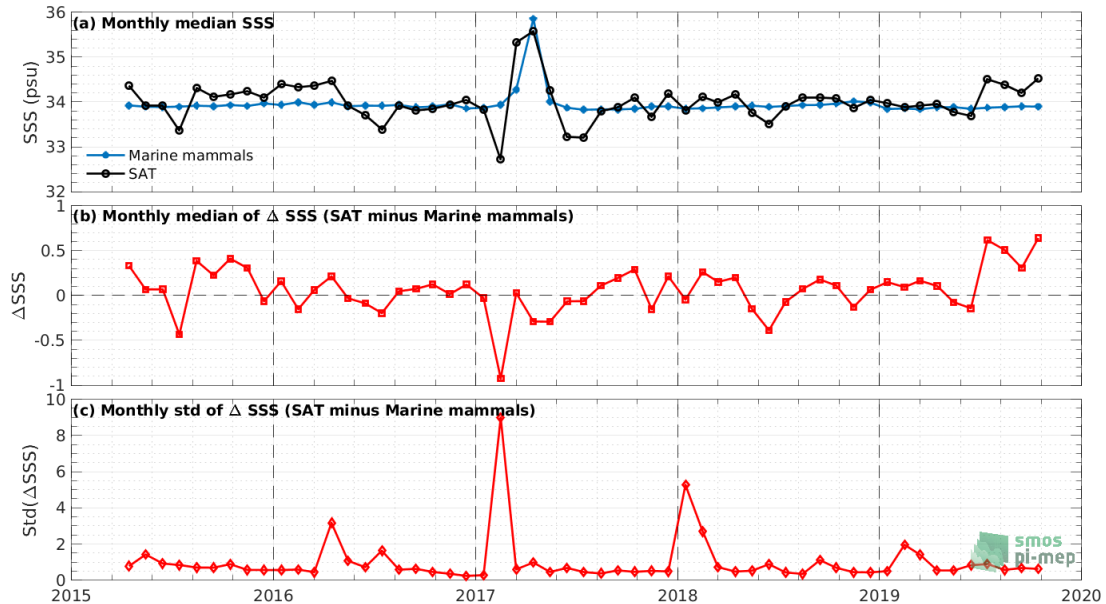 36
35
34
33
32
SSS (psu)
(a) Monthly median SSS
Marine mammals
SAT
1
0.5
0
-0.5
-1
ΔSSS
(b) Monthly median of Δ SSS (SAT minus Marine mammals)
10
8
6
4
2
0
Std(ΔSSS)
(c) Monthly std of Δ SSS (SAT minus Marine mammals)
smos
pi-mep
2015 2016 2017 2018 2019 2020